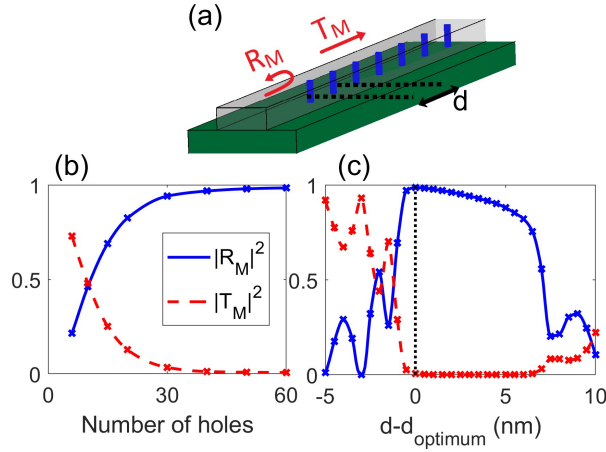 (a)
T_M
R_M
d
(b)
(c)
1
0.5
0
|R_M|^2
|T_M|^2
0
30
60
Number of holes
1
0.5
0
-5
0
5
10
d-d_optimum (nm)